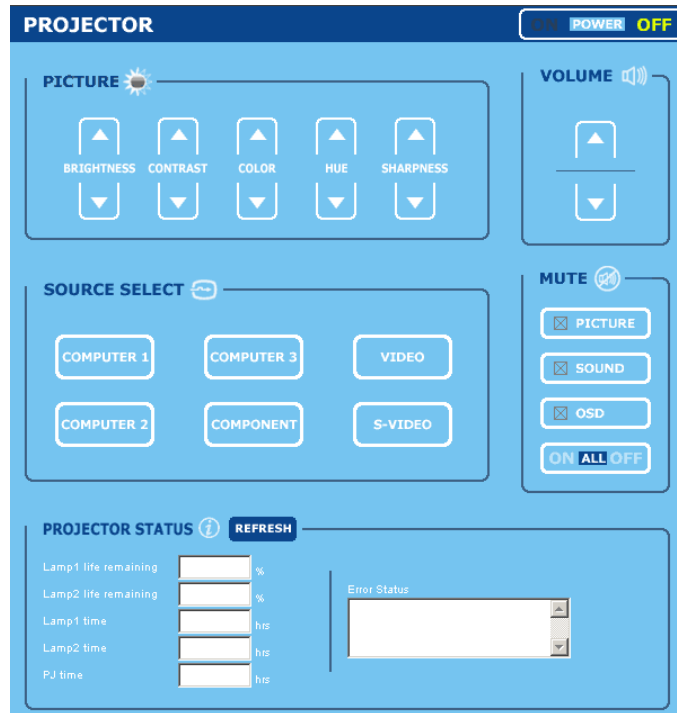 PROJECTOR
ON POWER OFF
PICTURE
BRIGHTNESS CONTRAST COLOR HUE SHARPNESS
VOLUME
SOURCE SELECT
COMPUTER 1 COMPUTER 3 VIDEO
COMPUTER 2 COMPONENT S-VIDEO
MUTE
PICTURE
SOUND
OSD
ON ALL OFF
PROJECTOR STATUS i REFRESH
Lamp1 life remaining %
Lamp2 life remaining %
Lamp1 time hrs
Lamp2 time hrs
PJ time hrs
Error Status